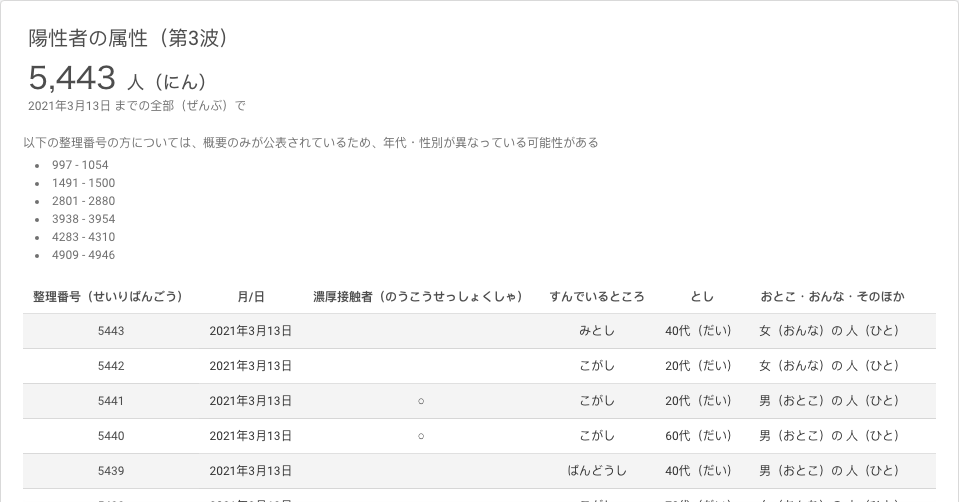 陽性者の属性（第3波）
5,443 人（にん）
2021年3月13日 までの全部（ぜんぶ）で
以下の整理番号の方については、概要のみが公表されているため、年代・性別が異なっている可能性がある
997 - 1054
1491 - 1500
2801 - 2880
3938 - 3954
4283 - 4310
4909 - 4946
整理番号（せいりばんごう） 月/日 濃厚接触者（のうこうせっしょくしゃ） すんでいるところ とし おとこ・おんな・そのほか
5443 2021年3月13日 みとし 40代（だい） 女（おんな）の 人（ひと）
5442 2021年3月13日 こがし 20代（だい） 女（おんな）の 人（ひと）
5441 2021年3月13日 ○ こがし 20代（だい） 男（おとこ）の 人（ひと）
5440 2021年3月13日 ○ こがし 60代（だい） 男（おとこ）の 人（ひと）
5439 2021年3月13日 ばんどうし 40代（だい） 男（おとこ）の 人（ひと）